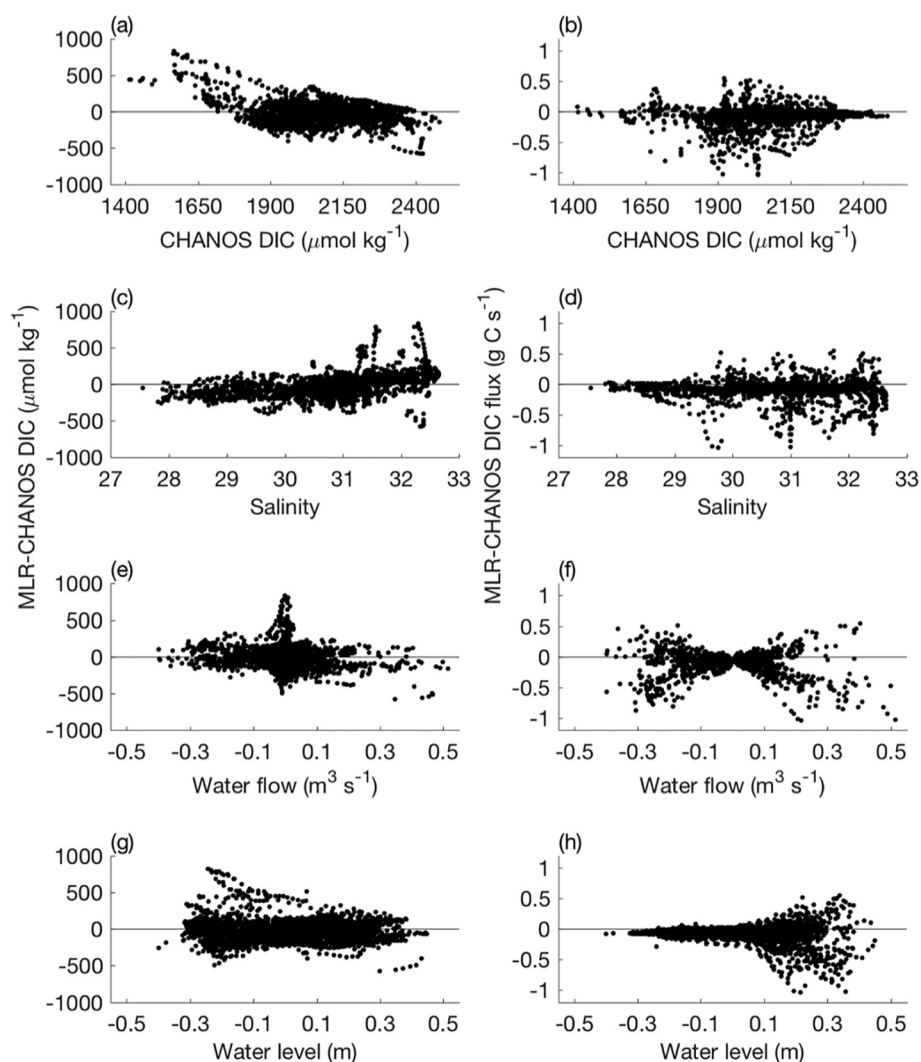 (a)
1000
500
0
-500
-1000
1400 1650 1900 2150 2400
CHANOS DIC (μmol kg⁻¹)
(b)
1
0.5
0
-0.5
-1
1400 1650 1900 2150 2400
CHANOS DIC (μmol kg⁻¹)
MLR-CHANOS DIC (μmol kg⁻¹)
(c)
1000
500
0
-500
-1000
27 28 29 30 31 32 33
Salinity
MLR-CHANOS DIC flux (g C s⁻¹)
(d)
1
0.5
0
-0.5
-1
27 28 29 30 31 32 33
Salinity
(e)
1000
500
0
-500
-1000
-0.5 -0.3 -0.1 0.1 0.3 0.5
Water flow (m³ s⁻¹)
(f)
1
0.5
0
-0.5
-1
-0.5 -0.3 -0.1 0.1 0.3 0.5
Water flow (m³ s⁻¹)
(g)
1000
500
0
-500
-1000
-0.5 -0.3 -0.1 0.1 0.3 0.5
Water level (m)
(h)
1
0.5
0
-0.5
-1
-0.5 -0.3 -0.1 0.1 0.3 0.5
Water level (m)